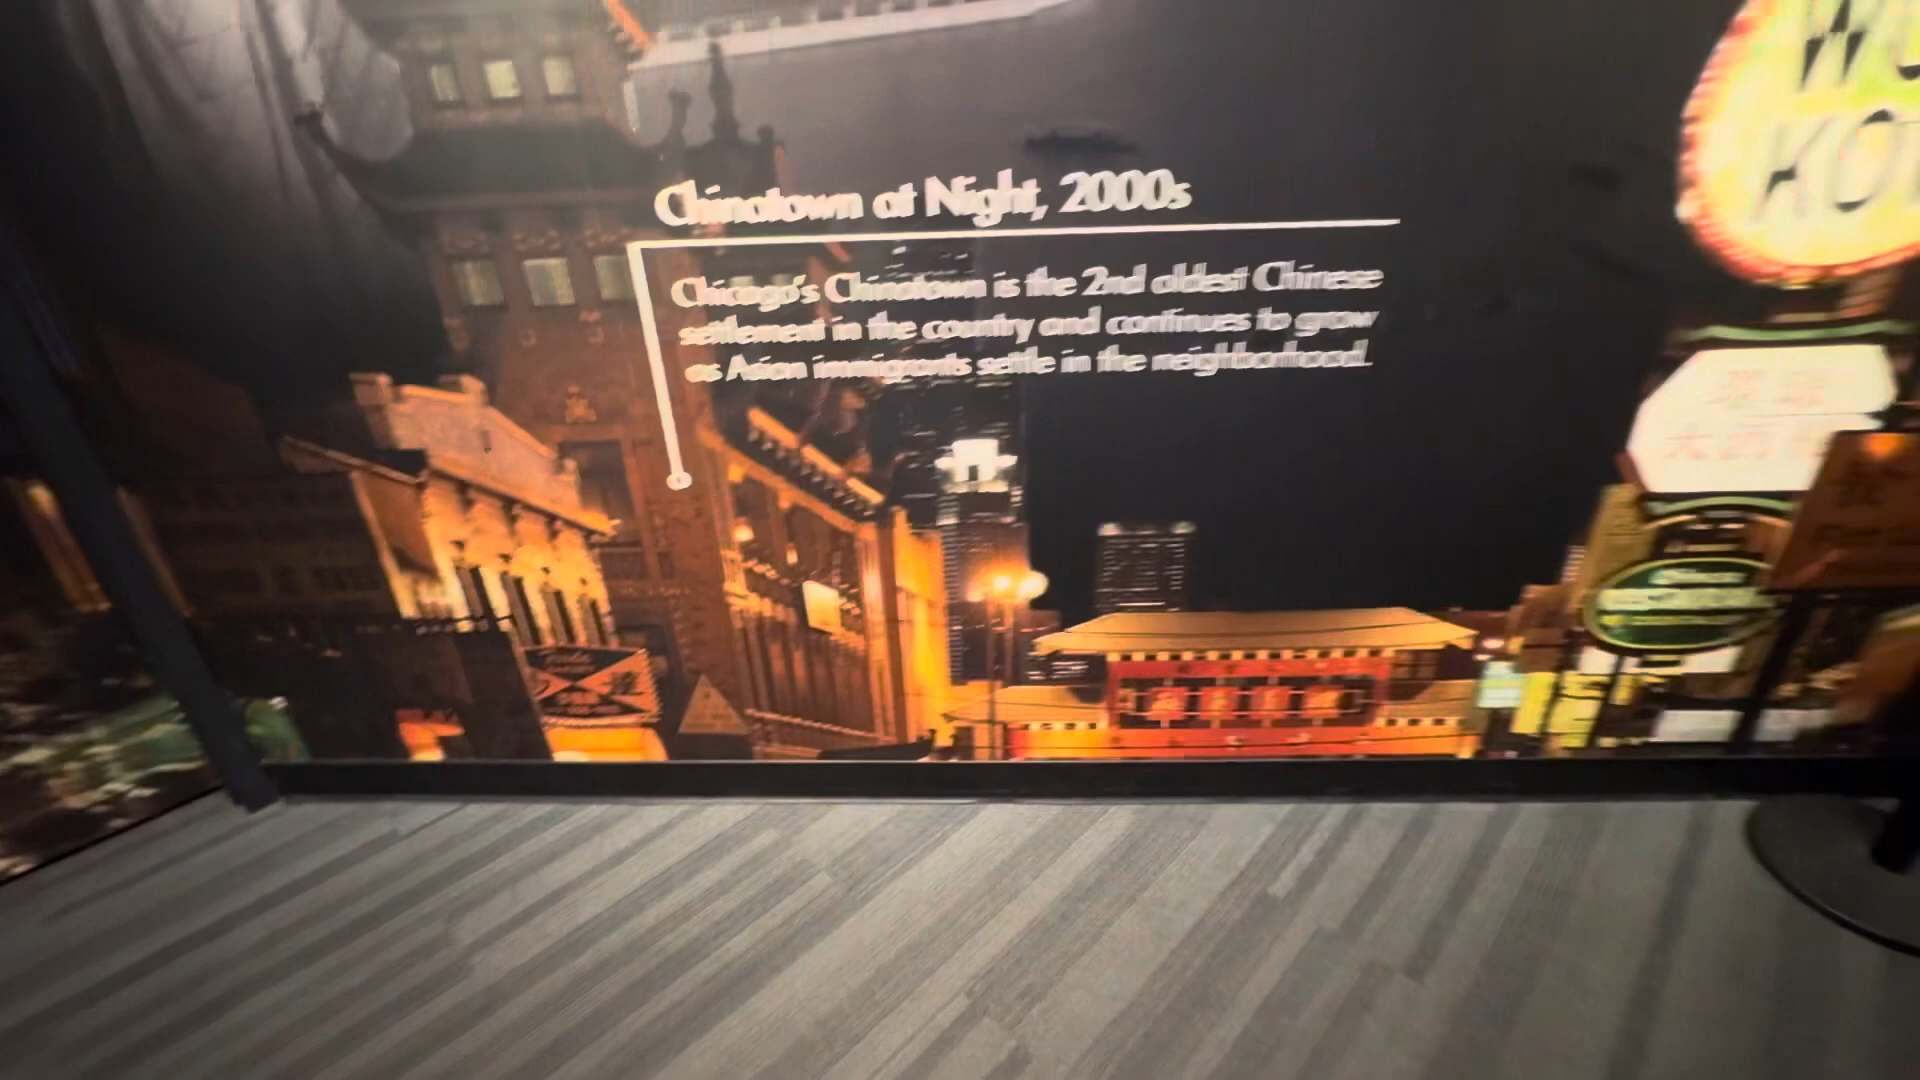 Chinatown at Night, 2000s
Chicago's Chinatown is the 2nd oldest Chinese
settlement in the country and continues to grow
as Asian immigrants settle in the neighborhood.